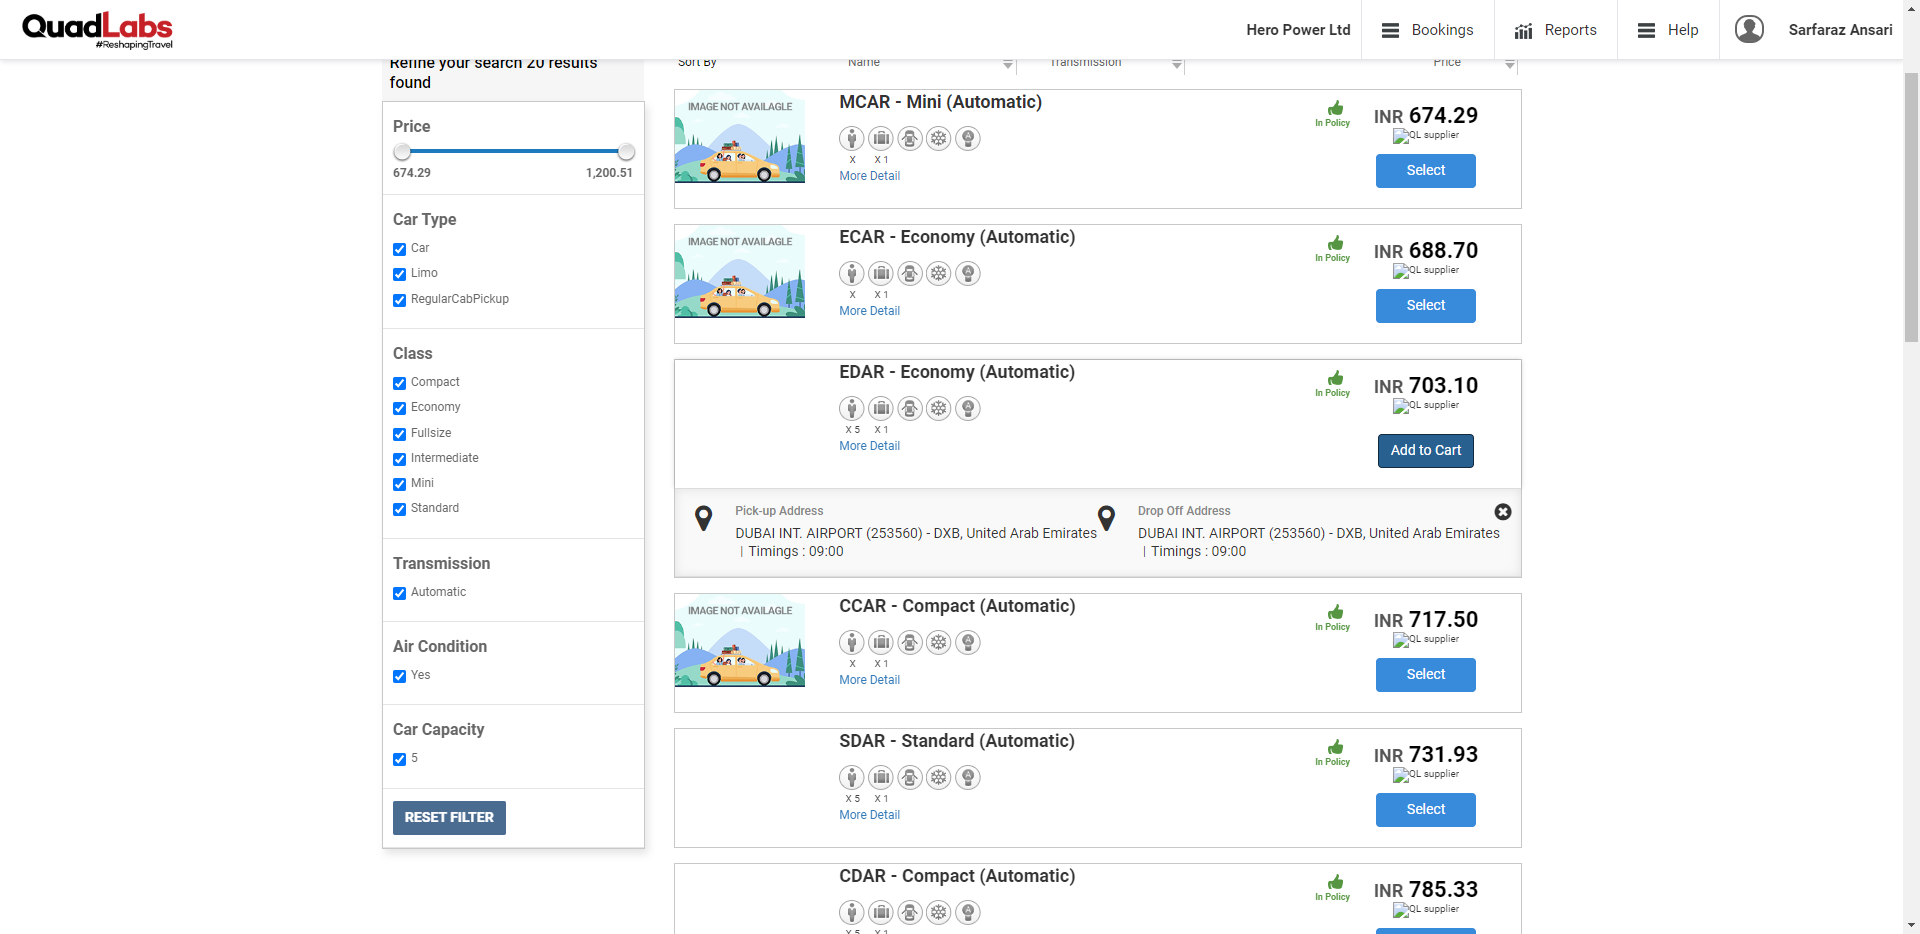 QuadLabs
#ReshapingTravel
Hero Power Ltd
Bookings
Reports
Help
Sarfaraz Ansari
Refine your search 20 results
found
Price
674.29 1,200.51
Car Type
Car
Limo
RegularCabPickup
Class
Compact
Economy
Fullsize
Intermediate
Mini
Standard
Transmission
Automatic
Air Condition
Yes
Car Capacity
5
RESET FILTER
Sort By Name Transmission Price
IMAGE NOT AVAILAGLE
MCAR - Mini (Automatic)
X X 1
More Detail
In Policy
INR 674.29
QL supplier
Select
IMAGE NOT AVAILAGLE
ECAR - Economy (Automatic)
X X 1
More Detail
In Policy
INR 688.70
QL supplier
Select
EDAR - Economy (Automatic)
X 5 X 1
More Detail
In Policy
INR 703.10
QL supplier
Add to Cart
Pick-up Address
DUBAI INT. AIRPORT (253560) - DXB, United Arab Emirates
| Timings : 09:00
Drop Off Address
DUBAI INT. AIRPORT (253560) - DXB, United Arab Emirates
| Timings : 09:00
IMAGE NOT AVAILAGLE
CCAR - Compact (Automatic)
X X 1
More Detail
In Policy
INR 717.50
QL supplier
Select
SDAR - Standard (Automatic)
X 5 X 1
More Detail
In Policy
INR 731.93
QL supplier
Select
CDAR - Compact (Automatic)
X 5 X 1
In Policy
INR 785.33
QL supplier